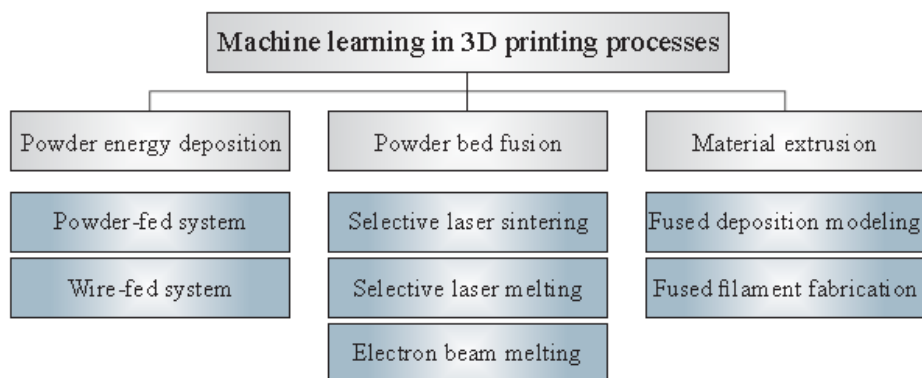 Machine learning in 3D printing processes
Powder energy deposition
Powder bed fusion
Material extrusion
Powder-fed system
Selective laser sintering
Fused deposition modeling
Wire-fed system
Selective laser melting
Fused filament fabrication
Electron beam melting